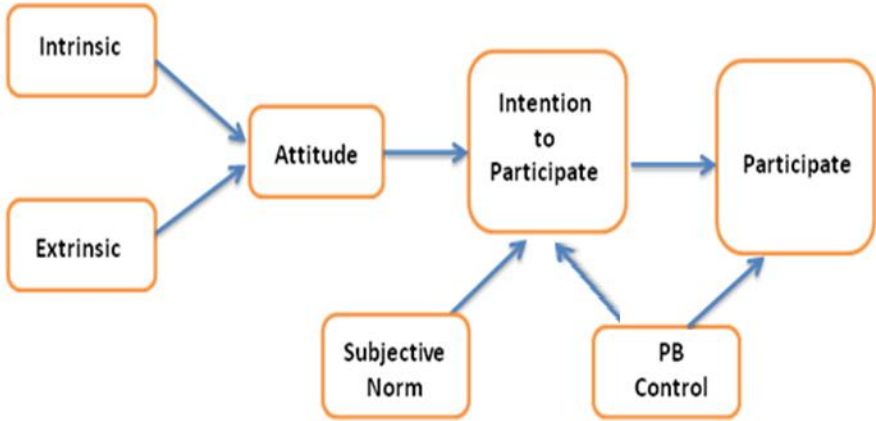 Intrinsic
Extrinsic
Attitude
Intention
to
Participate
Participate
Subjective
Norm
PB
Control